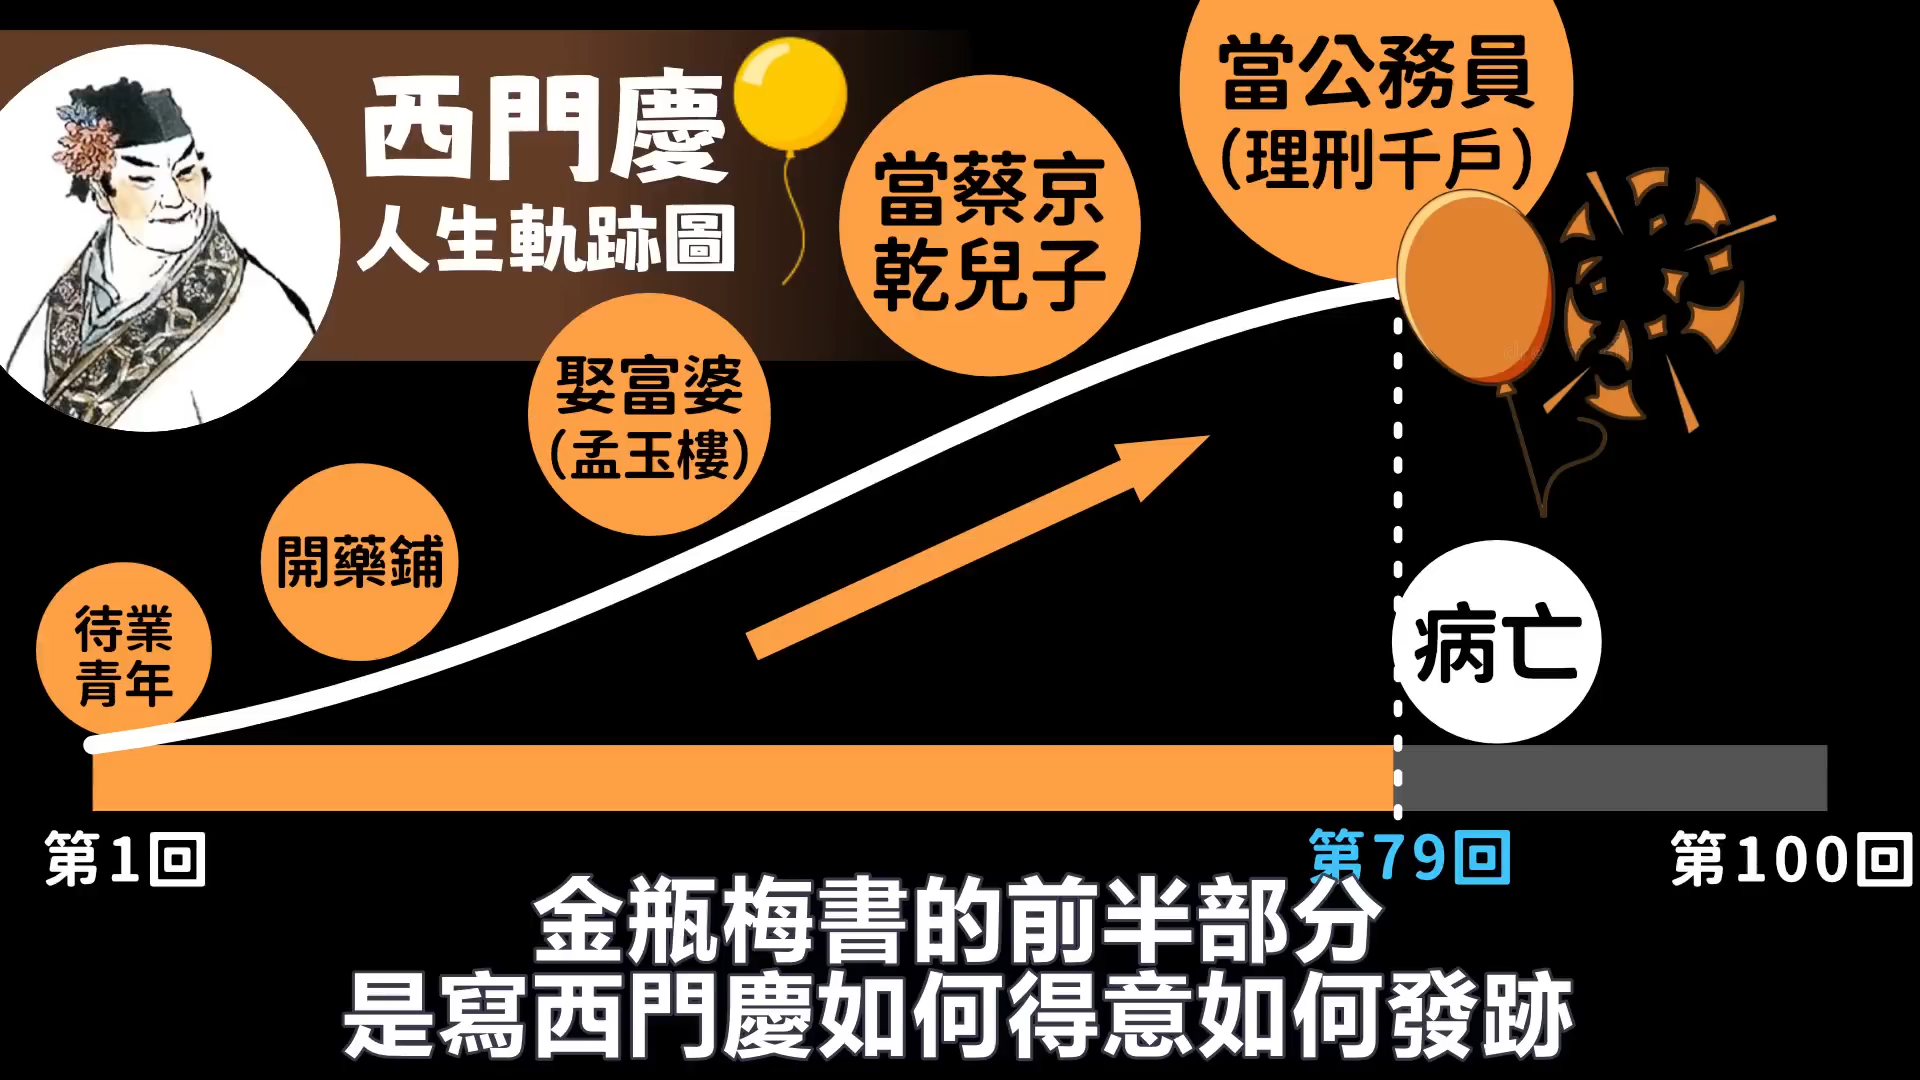 西門慶
人生軌跡圖
待業
青年
開藥鋪
娶富婆
(孟玉樓)
當蔡京
乾兒子
當公務員
(理刑千戶)
病亡
第1回
第79回
第100回
金瓶梅書的前半部分
是寫西門慶如何得意如何發跡